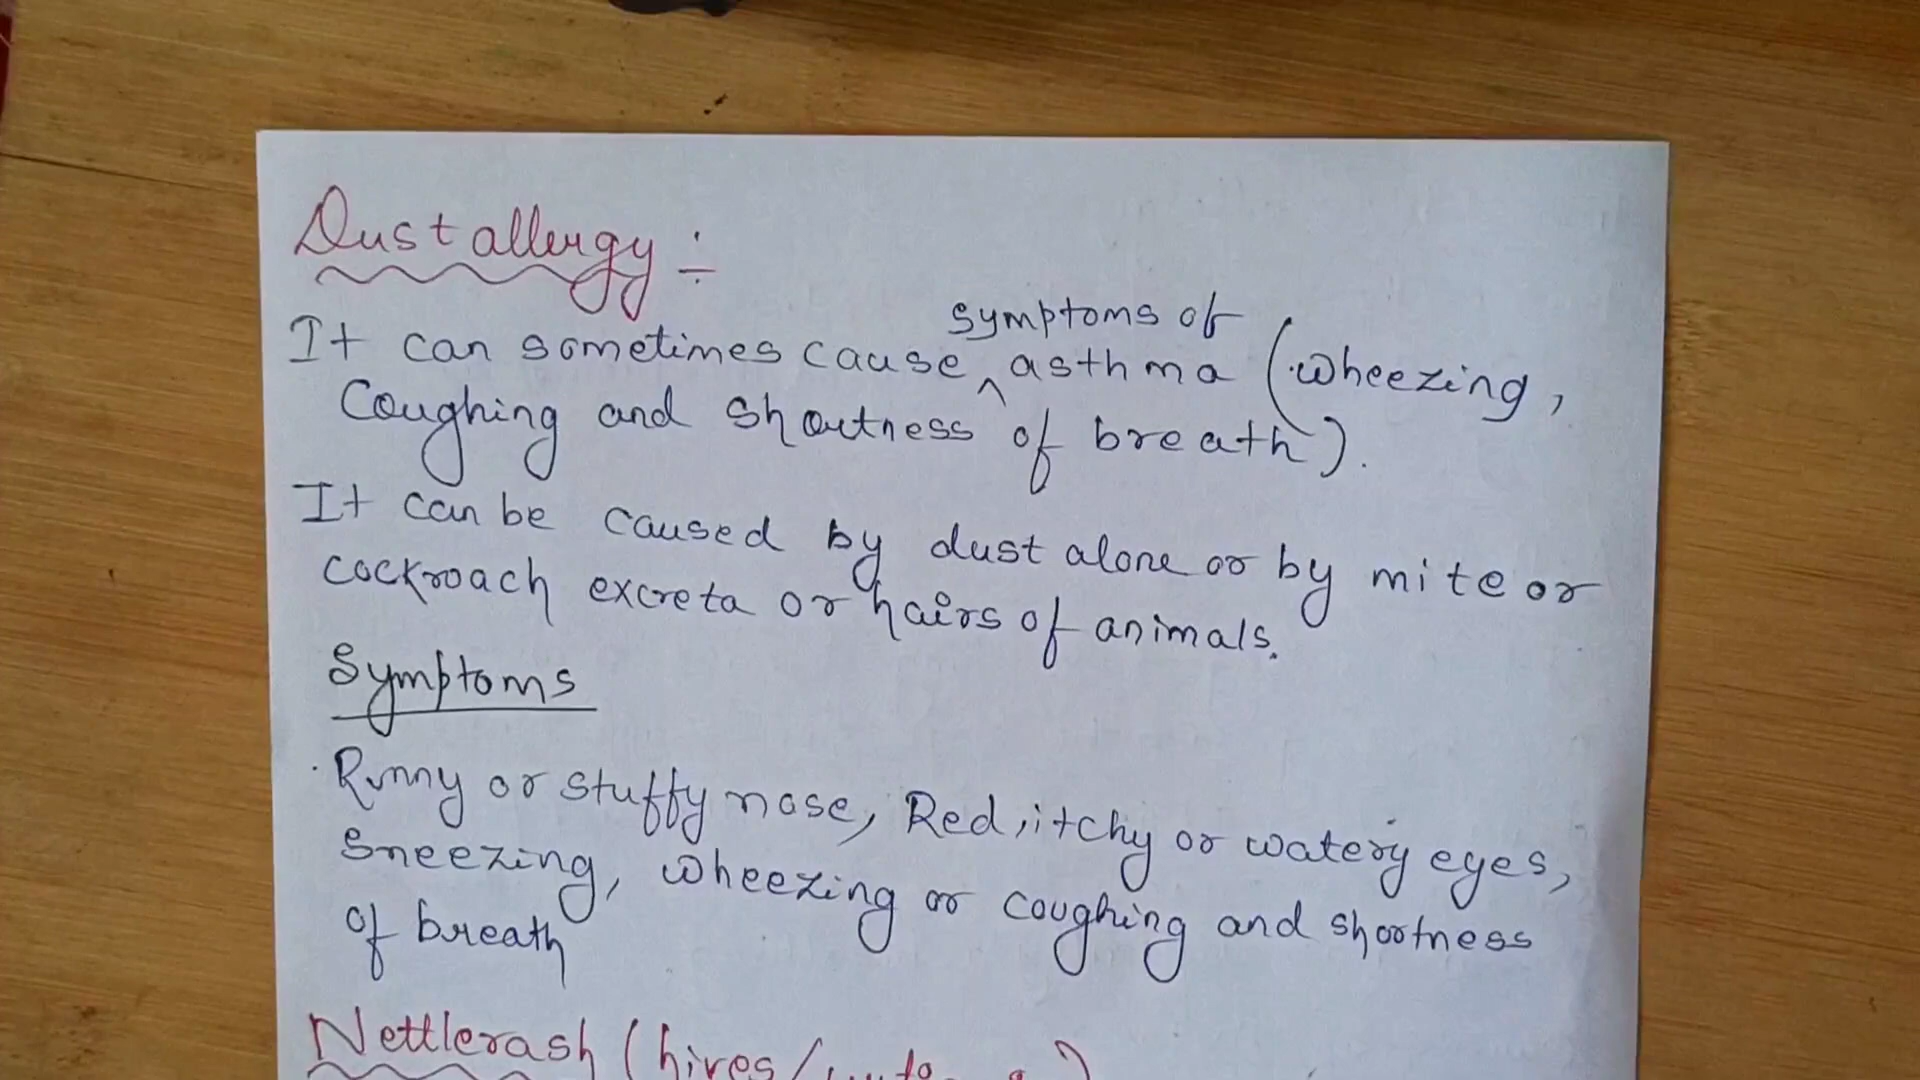 Dust allergy :-
It can sometimes cause symptoms of asthma (wheezing,
Coughing and shortness of breath).
It can be caused by dust alone or by mite or
cockroach excreta or hairs of animals.
Symptoms
· Runny or stuffy nose, Red, itchy or watery eyes,
Sneezing, wheezing or coughing and shortness
of breath
Nettlerash (hives/